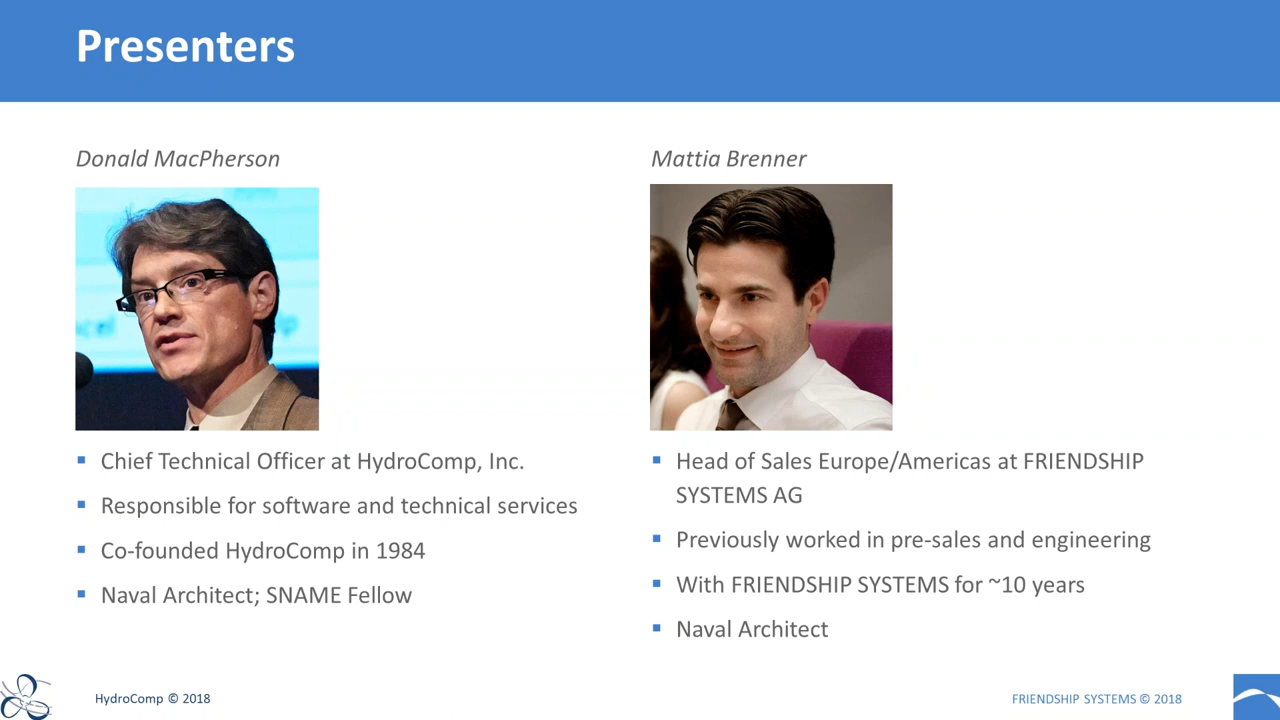 Presenters
Donald MacPherson
Chief Technical Officer at HydroComp, Inc.
Responsible for software and technical services
Co-founded HydroComp in 1984
Naval Architect; SNAME Fellow
Mattia Brenner
Head of Sales Europe/Americas at FRIENDSHIP
SYSTEMS AG
Previously worked in pre-sales and engineering
With FRIENDSHIP SYSTEMS for ~10 years
Naval Architect
HydroComp © 2018
FRIENDSHIP SYSTEMS © 2018